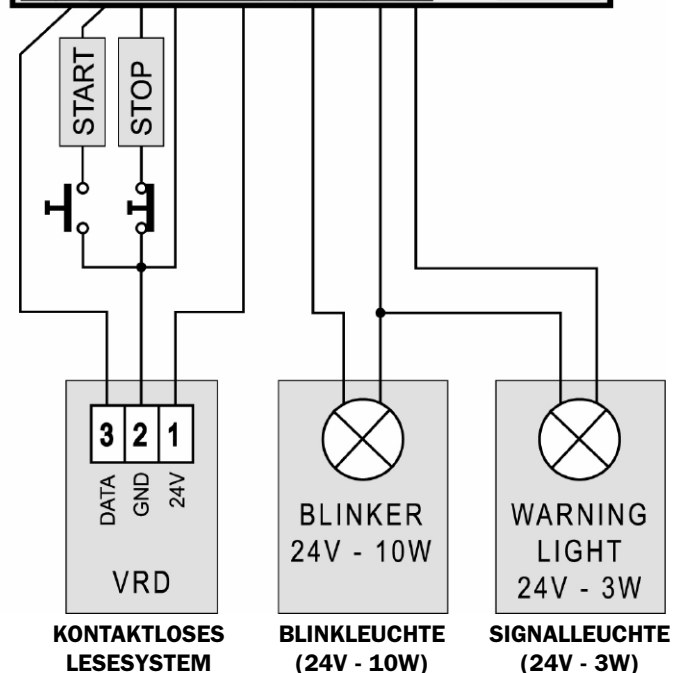 START
STOP
3 2 1
DATA
GND
24V
VRD
BLINKER
24V - 10W
WARNING
LIGHT
24V - 3W
KONTAKTLOSES
LESESYSTEM
BLINKLEUCHTE
(24V - 10W)
SIGNALLEUCHTE
(24V - 3W)